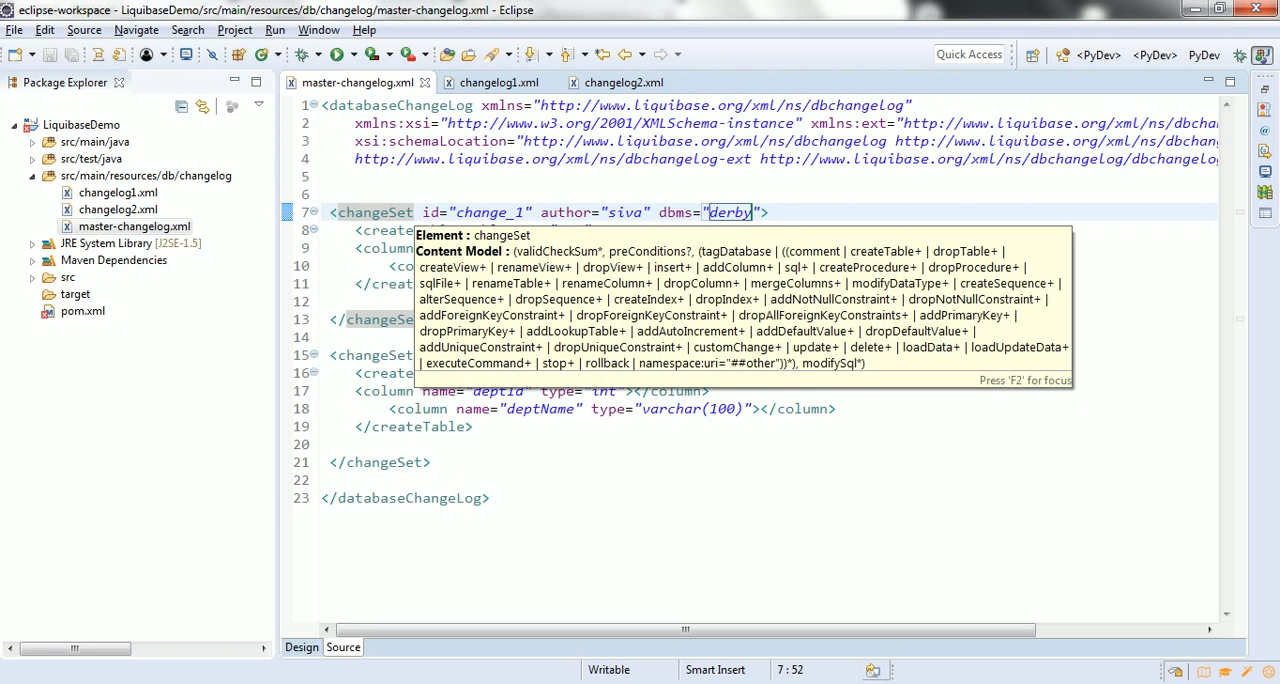 eclipse-workspace - LiquibaseDemo/src/main/resources/db/changelog/master-changelog.xml - Eclipse
File Edit Source Navigate Search Project Run Window Help
Quick Access <PyDev> <PyDev> PyDev
Package Explorer
LiquibaseDemo
src/main/java
src/test/java
src/main/resources/db/changelog
changelog1.xml
changelog2.xml
master-changelog.xml
JRE System Library [J2SE-1.5]
Maven Dependencies
src
target
pom.xml
master-changelog.xml changelog1.xml changelog2.xml
1 <databaseChangeLog xmlns="http://www.liquibase.org/xml/ns/dbchangelog"
2 xmlns:xsi="http://www.w3.org/2001/XMLSchema-instance" xmlns:ext="http://www.liquibase.org/xml/ns/dbch
3 xsi:schemaLocation="http://www.liquibase.org/xml/ns/dbchangelog http://www.liquibase.org/xml/ns/dbcha
4 http://www.liquibase.org/xml/ns/dbchangelog-ext http://www.liquibase.org/xml/ns/dbchangelog/dbchangelog
5
6
7 <changeSet id="change_1" author="siva" dbms="derby">
8 <create
9 <column
10 <co
11 </crea
12
13 </changeSe
14
15 <changeSet
16 <create
17 <column name="deptId" type="int"></column>
18 <column name="deptName" type="varchar(100)"></column>
19 </createTable>
20
21 </changeSet>
22
23 </databaseChangeLog>
Element : changeSet
Content Model : (validCheckSum*, preConditions?, (tagDatabase | ((comment | createTable+ | dropTable+ |
createView+ | renameView+ | dropView+ | insert+ | addColumn+ | sql+ | createProcedure+ | dropProcedure+ |
sqlFile+ | renameTable+ | renameColumn+ | dropColumn+ | mergeColumns+ | modifyDataType+ | createSequence+ |
alterSequence+ | dropSequence+ | createIndex+ | dropIndex+ | addNotNullConstraint+ | dropNotNullConstraint+ |
addForeignKeyConstraint+ | dropForeignKeyConstraint+ | dropAllForeignKeyConstraints+ | addPrimaryKey+ |
dropPrimaryKey+ | addLookupTable+ | addAutoIncrement+ | addDefaultValue+ | dropDefaultValue+ |
addUniqueConstraint+ | dropUniqueConstraint+ | customChange+ | update+ | delete+ | loadData+ | loadUpdateData+
| executeCommand+ | stop+ | rollback | namespace:uri="##other"))*), modifySql*)
Press 'F2' for focus
Design Source
Writable Smart Insert 7 : 52